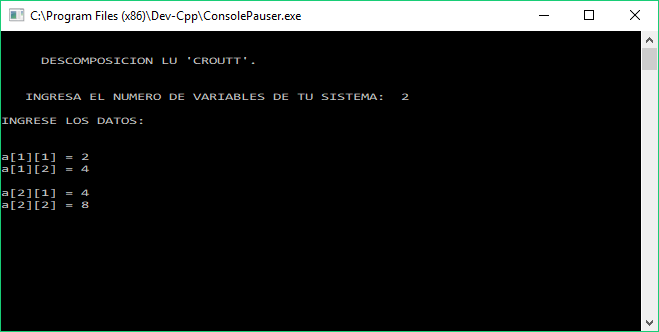 C:\Program Files (x86)\Dev-Cpp\ConsolePauser.exe
DESCOMPOSICION LU 'CROUTT'.
INGRESA EL NUMERO DE VARIABLES DE TU SISTEMA:  2
INGRESE LOS DATOS:
a[1][1] = 2
a[1][2] = 4
a[2][1] = 4
a[2][2] = 8